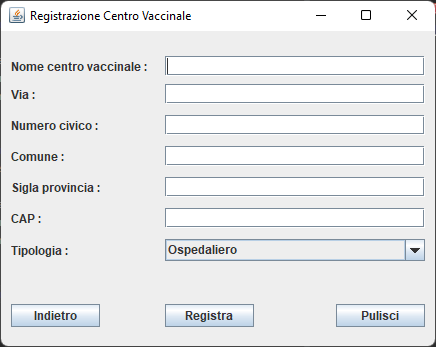 Registrazione Centro Vaccinale
Nome centro vaccinale :
Via :
Numero civico :
Comune :
Sigla provincia :
CAP :
Tipologia : Ospedaliero
Indietro Registra Pulisci